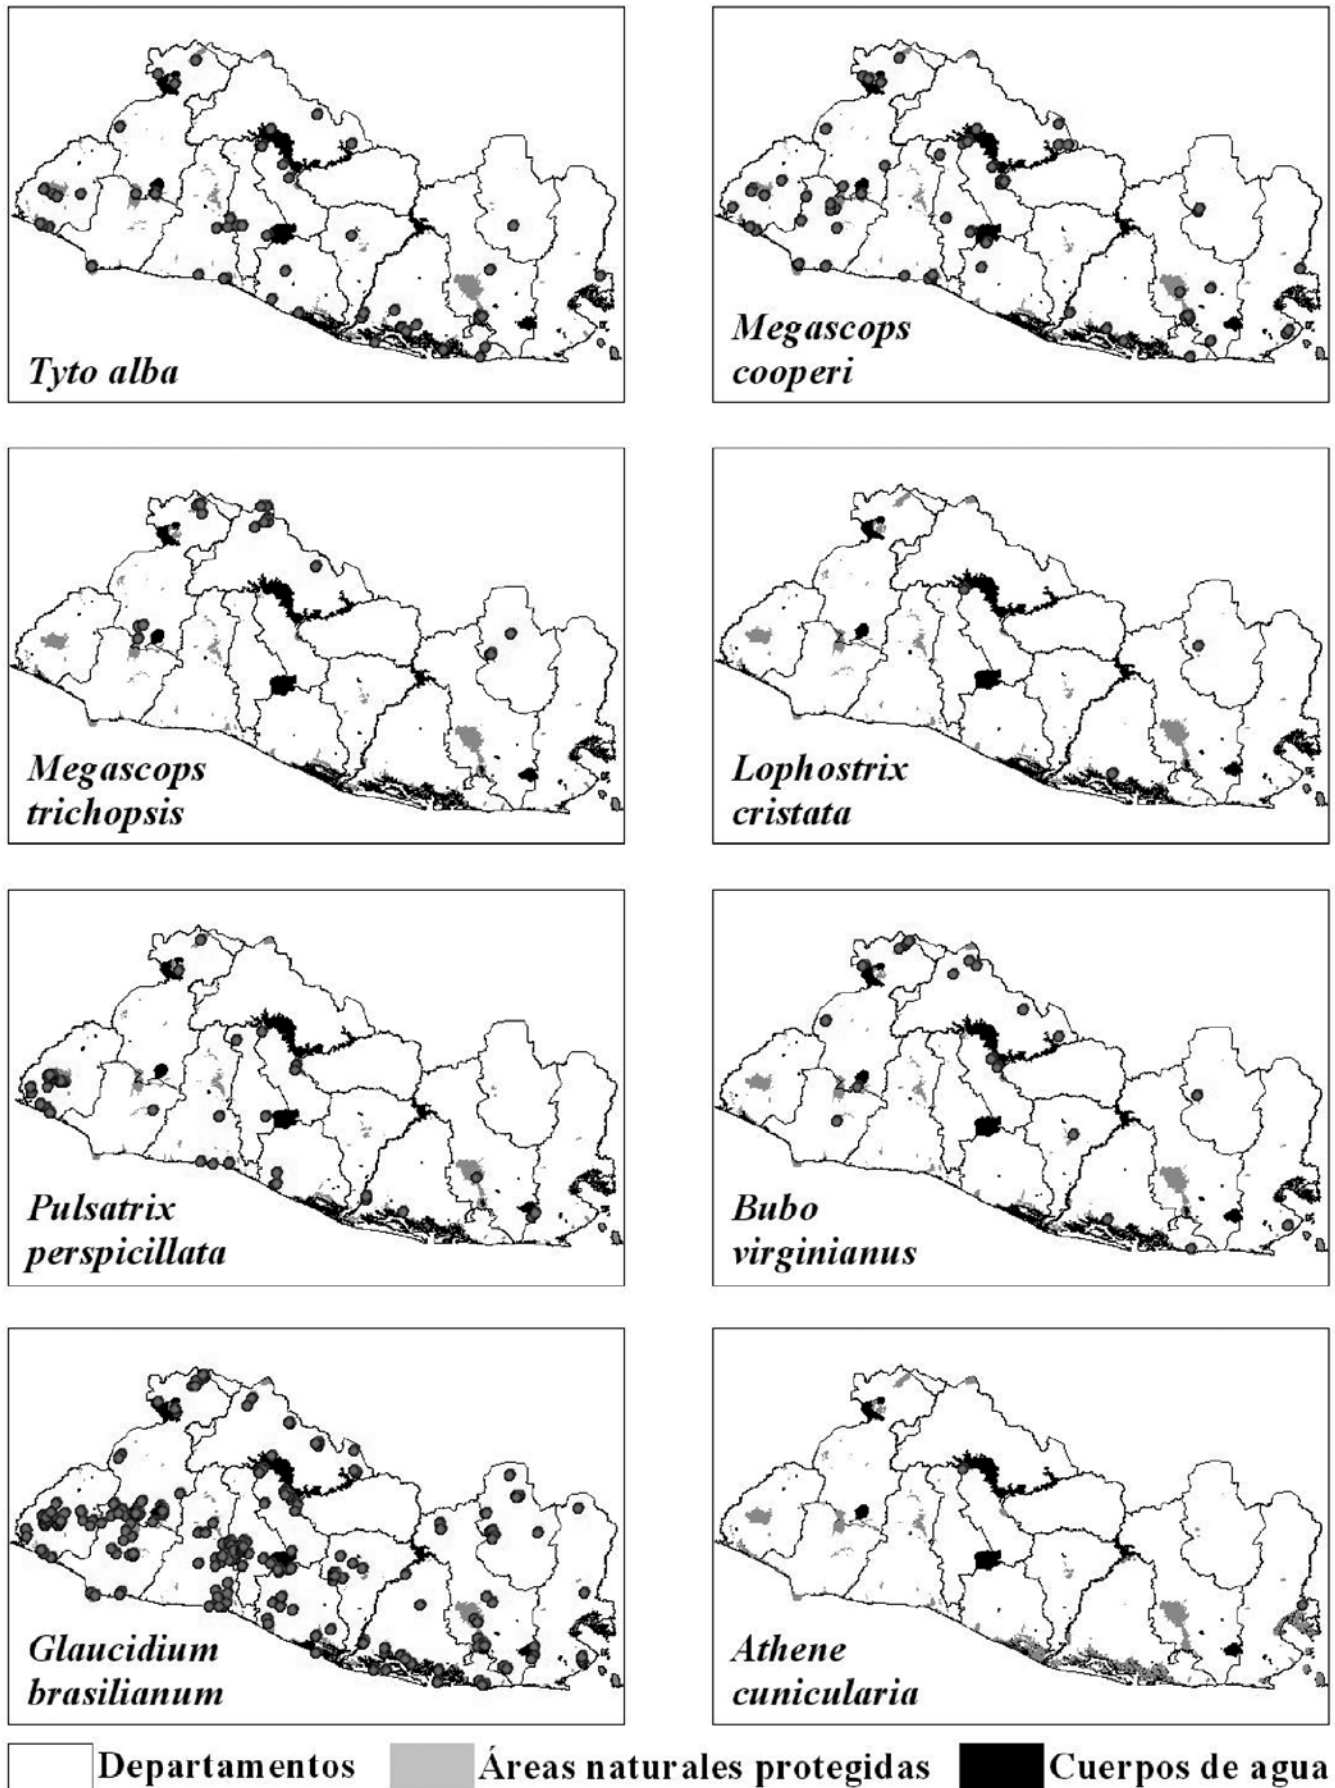 Tyto alba
Megascops
cooperi
Megascops
trichopsis
Lophostrix
cristata
Pulsatrix
perspicillata
Bubo
virginianus
Glaucidium
brasilianum
Athene
cunicularia
Departamentos Áreas naturales protegidas Cuerpos de agua